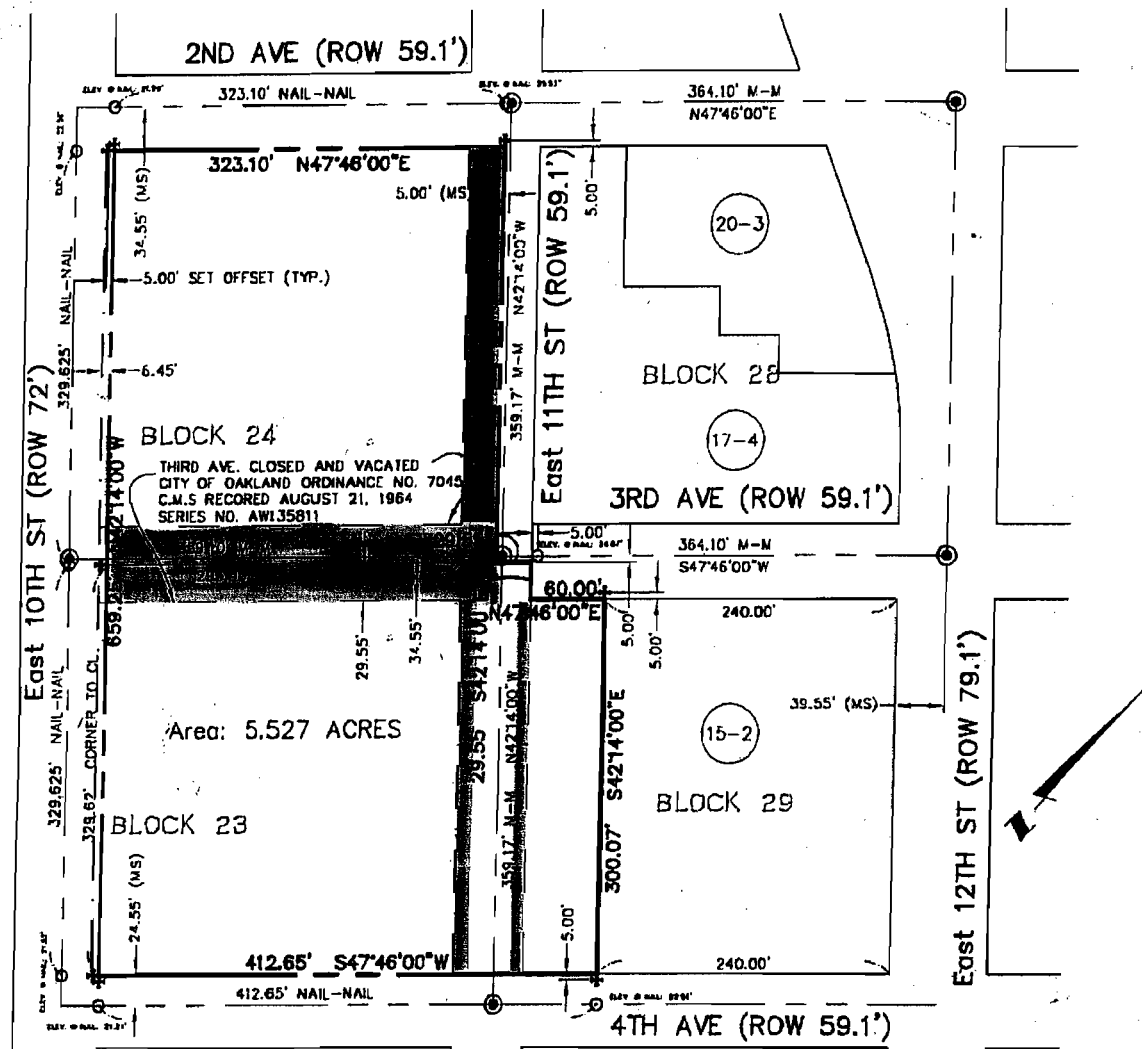 2ND AVE (ROW 59.1')
323.10' NAIL-NAIL
364.10' M-M
N47°46'00"E
323.10' N47°46'00"E
34.55' (MS)
5.00' (MS)
5.00'
20-3
NAIL-NAIL
329.625'
5.00' SET OFFSET (TYP.)
359.17' M-M N42°14'00"W
East 11TH ST (ROW 59.1')
6.45'
BLOCK 28
BLOCK 24
17-4
East 10TH ST (ROW 72')
THIRD AVE. CLOSED AND VACATED
CITY OF OAKLAND ORDINANCE NO. 7045
C.M.S RECORED AUGUST 21, 1964
SERIES NO. AW135811
3RD AVE (ROW 59.1')
5.00'
364.10' M-M
S47°46'00"W
60.00'
N47°46'00"E
240.00'
5.00'
5.00'
29.55'
34.55'
29.55 S42°14'00"
39.55' (MS)
Area: 5.527 ACRES
15-2
329.625' NAIL-NAIL
329.62' CORNER TO CL.
BLOCK 23
BLOCK 29
359.17' M-M N42°14'00"W
300.07' S42°14'00"E
East 12TH ST (ROW 79.1')
24.55' (MS)
5.00'
412.65' S47°46'00"W
240.00'
412.65' NAIL-NAIL
4TH AVE (ROW 59.1')